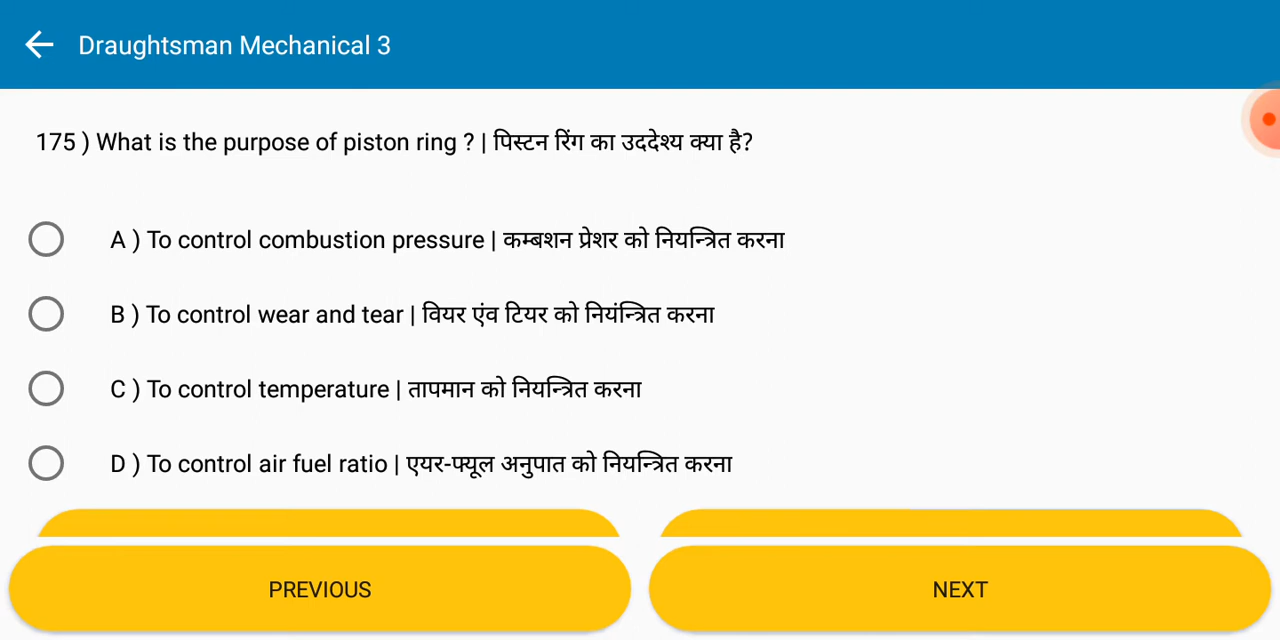 Draughtsman Mechanical 3
175 ) What is the purpose of piston ring ? | पिस्टन रिंग का उददेश्य क्या है?
A ) To control combustion pressure | कम्बशन प्रेशर को नियन्त्रित करना
B ) To control wear and tear | वियर एंव टियर को नियंन्त्रित करना
C ) To control temperature | तापमान को नियन्त्रित करना
D ) To control air fuel ratio | एयर-फ्यूल अनुपात को नियन्त्रित करना
PREVIOUS NEXT